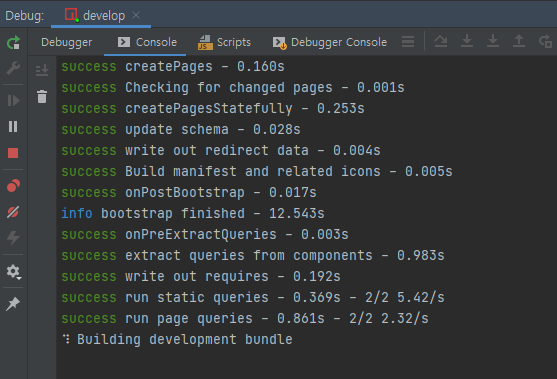 Debug: develop
Debugger Console Scripts Debugger Console
success createPages - 0.160s
success Checking for changed pages - 0.001s
success createPagesStatefully - 0.253s
success update schema - 0.028s
success write out redirect data - 0.004s
success Build manifest and related icons - 0.005s
success onPostBootstrap - 0.017s
info bootstrap finished - 12.543s
success onPreExtractQueries - 0.003s
success extract queries from components - 0.983s
success write out requires - 0.192s
success run static queries - 0.369s - 2/2 5.42/s
success run page queries - 0.861s - 2/2 2.32/s
⠹ Building development bundle